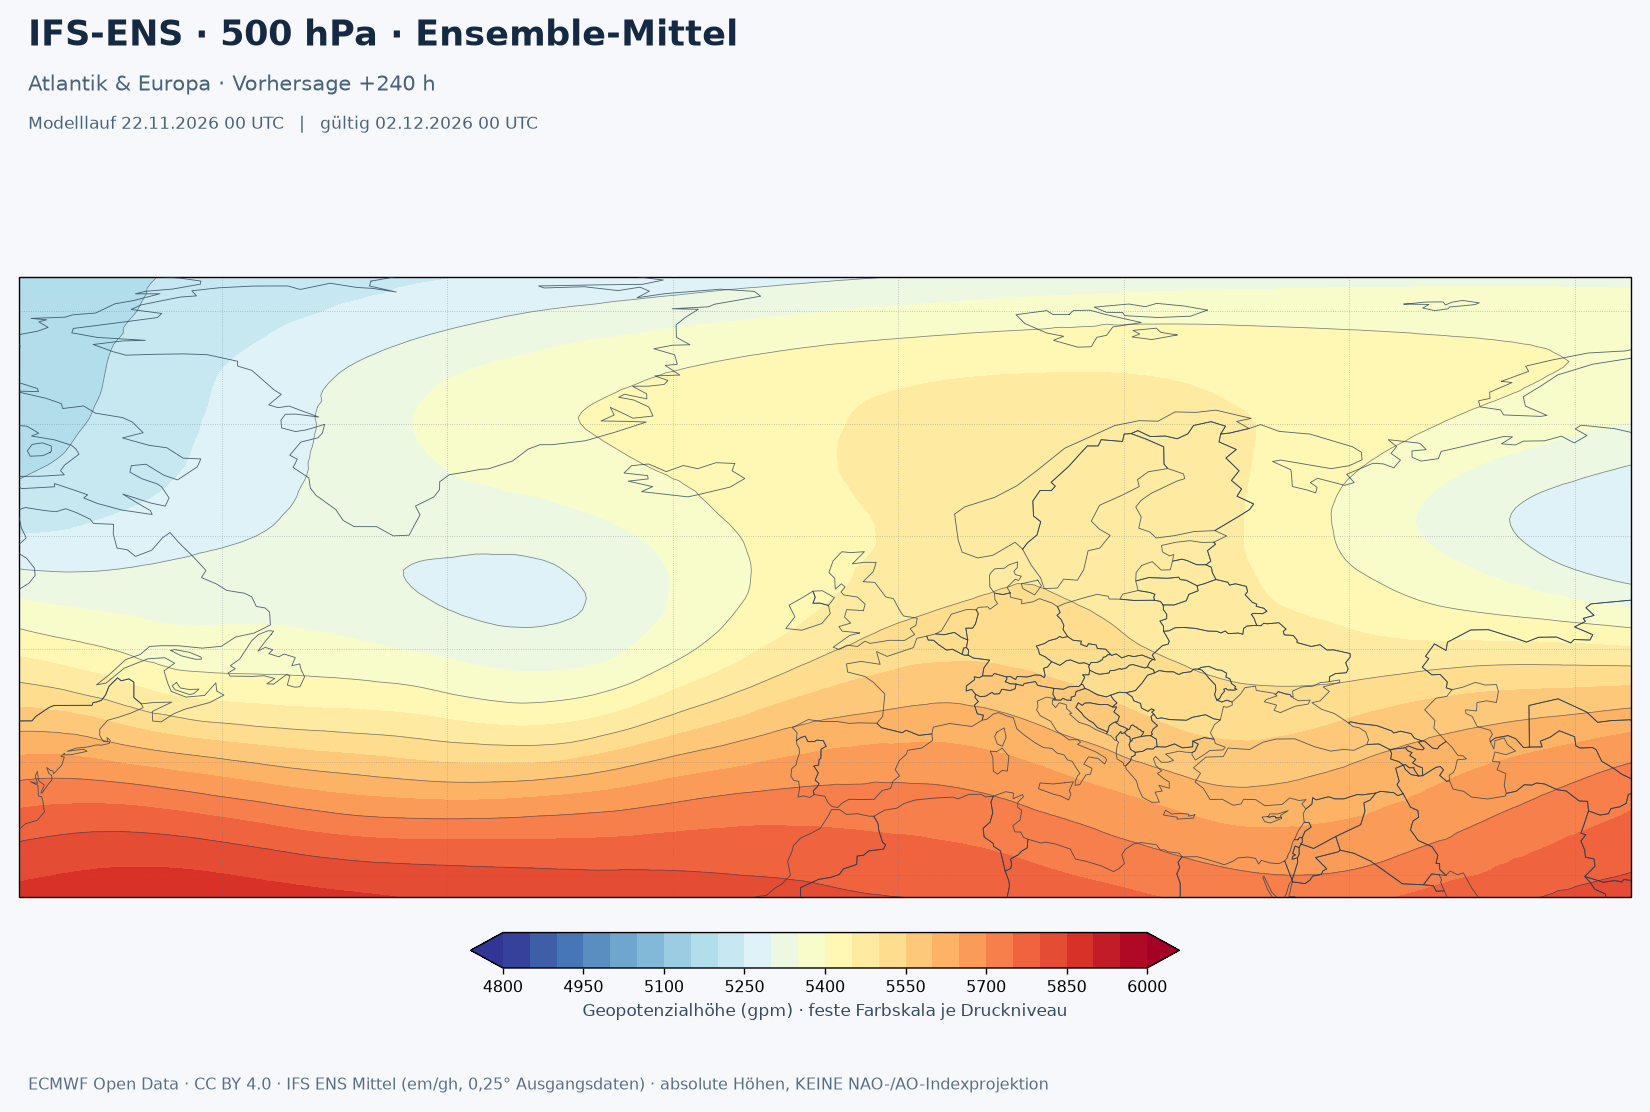 IFS-ENS · 500 hPa · Ensemble-Mittel
Atlantik & Europa · Vorhersage +240 h
Modelllauf 22.11.2026 00 UTC | gültig 02.12.2026 00 UTC
4800 4950 5100 5250 5400 5550 5700 5850 6000
Geopotenzialhöhe (gpm) · feste Farbskala je Druckniveau
ECMWF Open Data · CC BY 4.0 · IFS ENS Mittel (em/gh, 0,25° Ausgangsdaten) · absolute Höhen, KEINE NAO-/AO-Indexprojektion